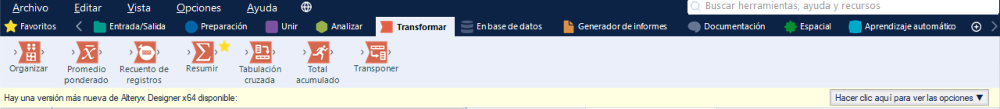 Archivo Editar Vista Opciones Ayuda Buscar herramientas, ayuda y recursos
Favoritos Entrada/Salida Preparación Unir Analizar Transformar En base de datos Generador de informes Documentación Espacial Aprendizaje automático
Organizar Promedio ponderado Recuento de registros Resumir Tabulación cruzada Total acumulado Transponer
Hay una versión más nueva de Alteryx Designer x64 disponible: Hacer clic aquí para ver las opciones ▼